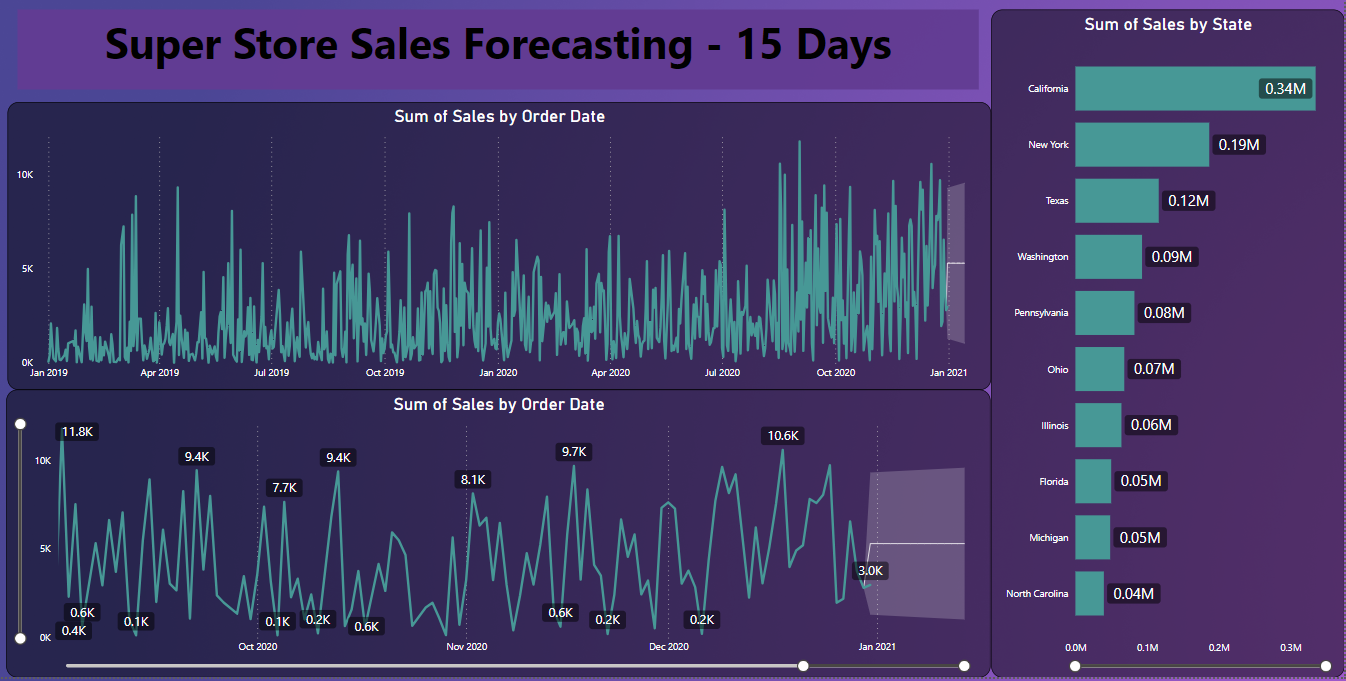 Super Store Sales Forecasting - 15 Days
Sum of Sales by Order Date
10K
5K
0K
Jan 2019 Apr 2019 Jul 2019 Oct 2019 Jan 2020 Apr 2020 Jul 2020 Oct 2020 Jan 2021
Sum of Sales by Order Date
10K
5K
0K
11.8K
9.4K
7.7K
9.4K
8.1K
9.7K
10.6K
3.0K
0.6K
0.4K
0.1K
0.1K
0.2K
0.6K
0.6K
0.2K
0.2K
Oct 2020 Nov 2020 Dec 2020 Jan 2021
Sum of Sales by State
California 0.34M
New York 0.19M
Texas 0.12M
Washington 0.09M
Pennsylvania 0.08M
Ohio 0.07M
Illinois 0.06M
Florida 0.05M
Michigan 0.05M
North Carolina 0.04M
0.0M 0.1M 0.2M 0.3M